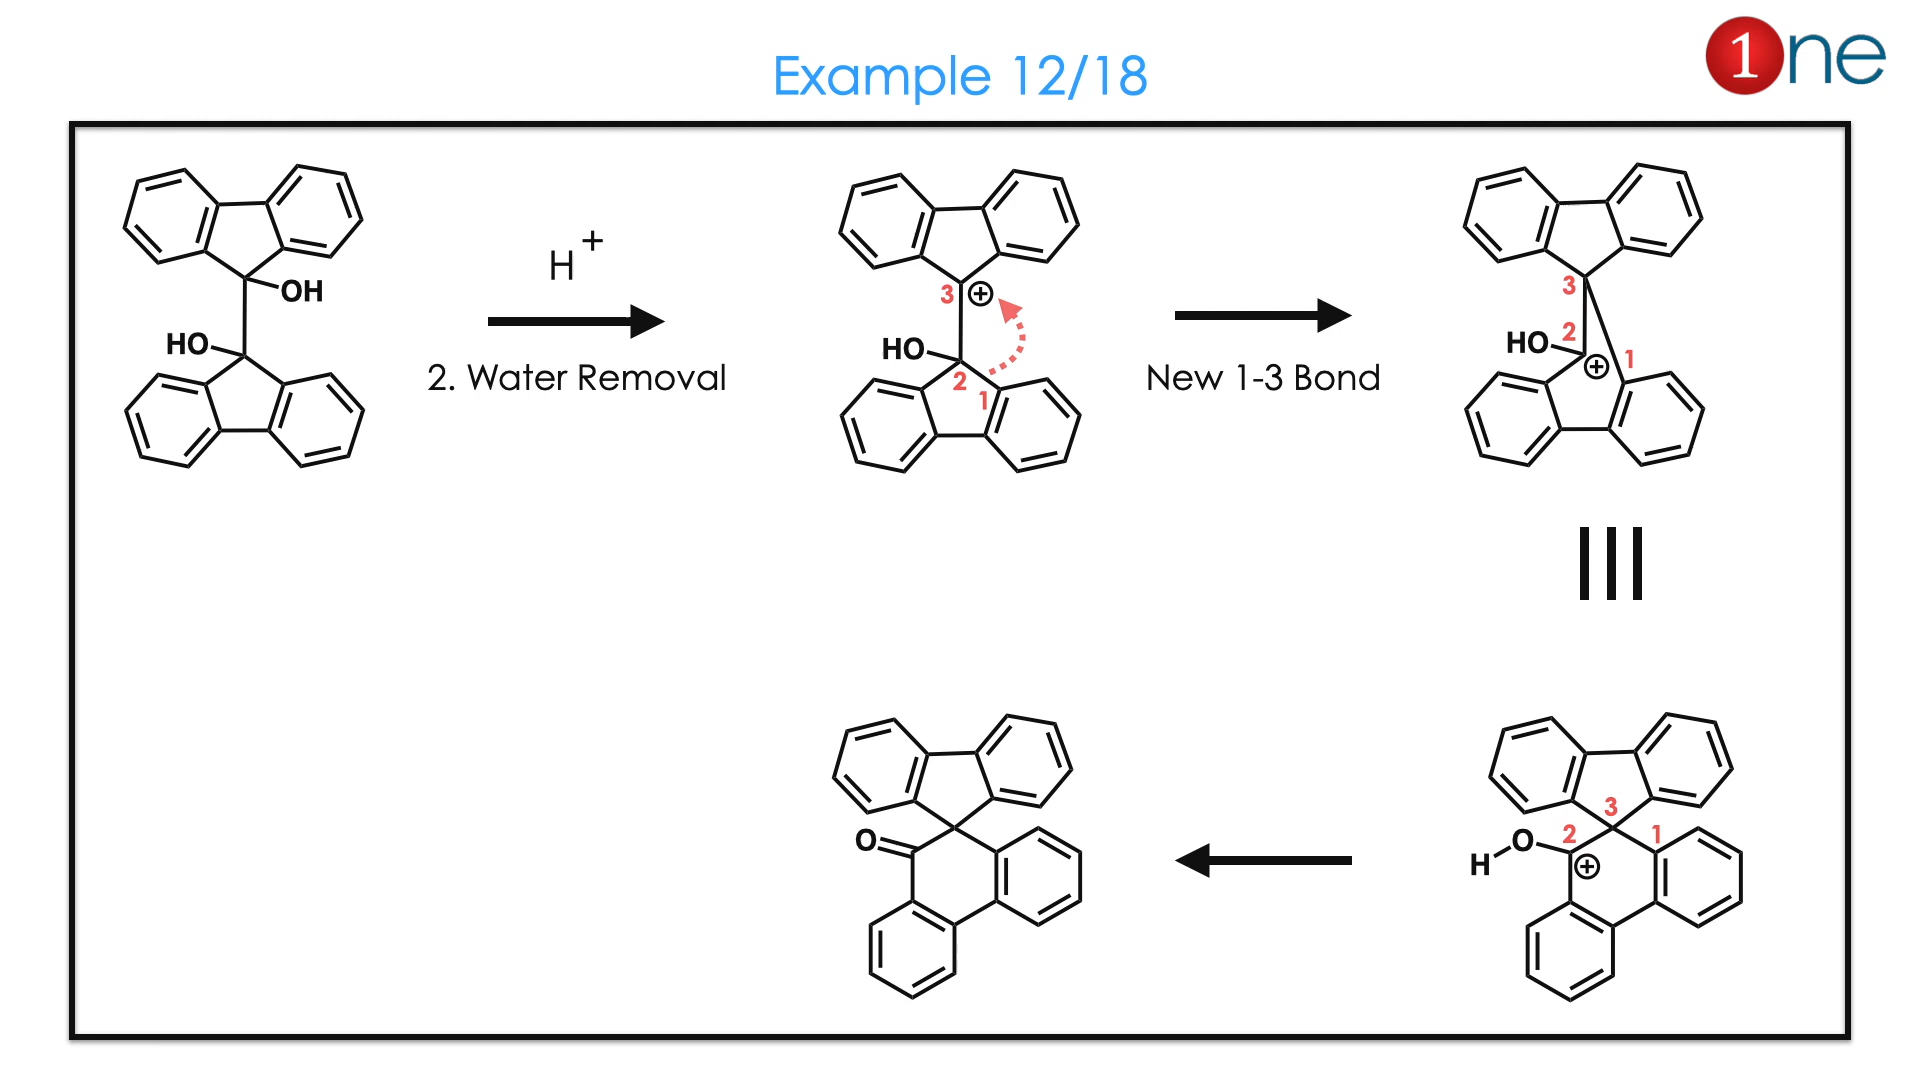 1ne
Example 12/18
OH
HO
H+
2. Water Removal
3 +
HO
2
1
New 1-3 Bond
3
HO 2
+ 1
O
3
2 1
H O
+